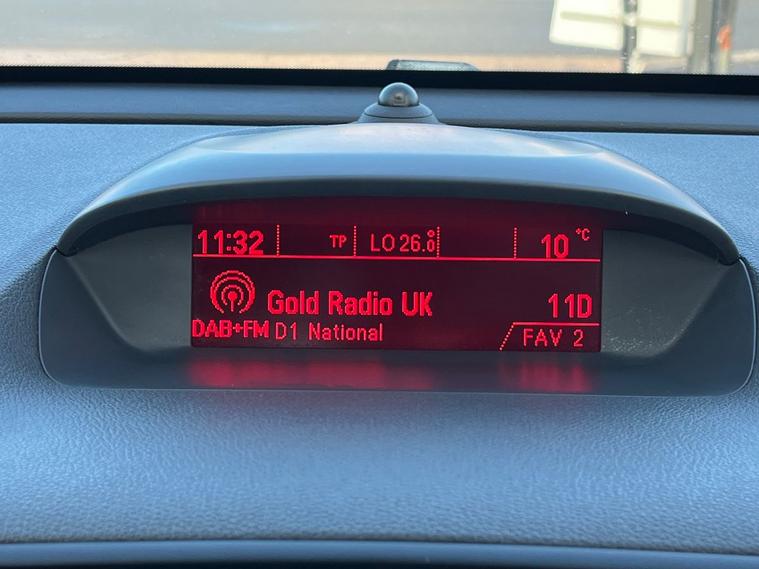 11:32 TP LO 26.0° 10 °C
Gold Radio UK 11D
DAB+FM D1 National FAV 2